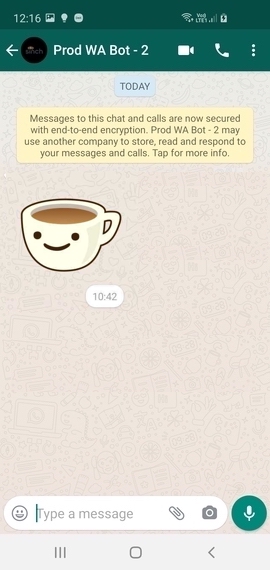 12:16
Prod WA Bot - 2
TODAY
Messages to this chat and calls are now secured
with end-to-end encryption. Prod WA Bot - 2 may
use another company to store, read and respond to
your messages and calls. Tap for more info.
10:42
Type a message